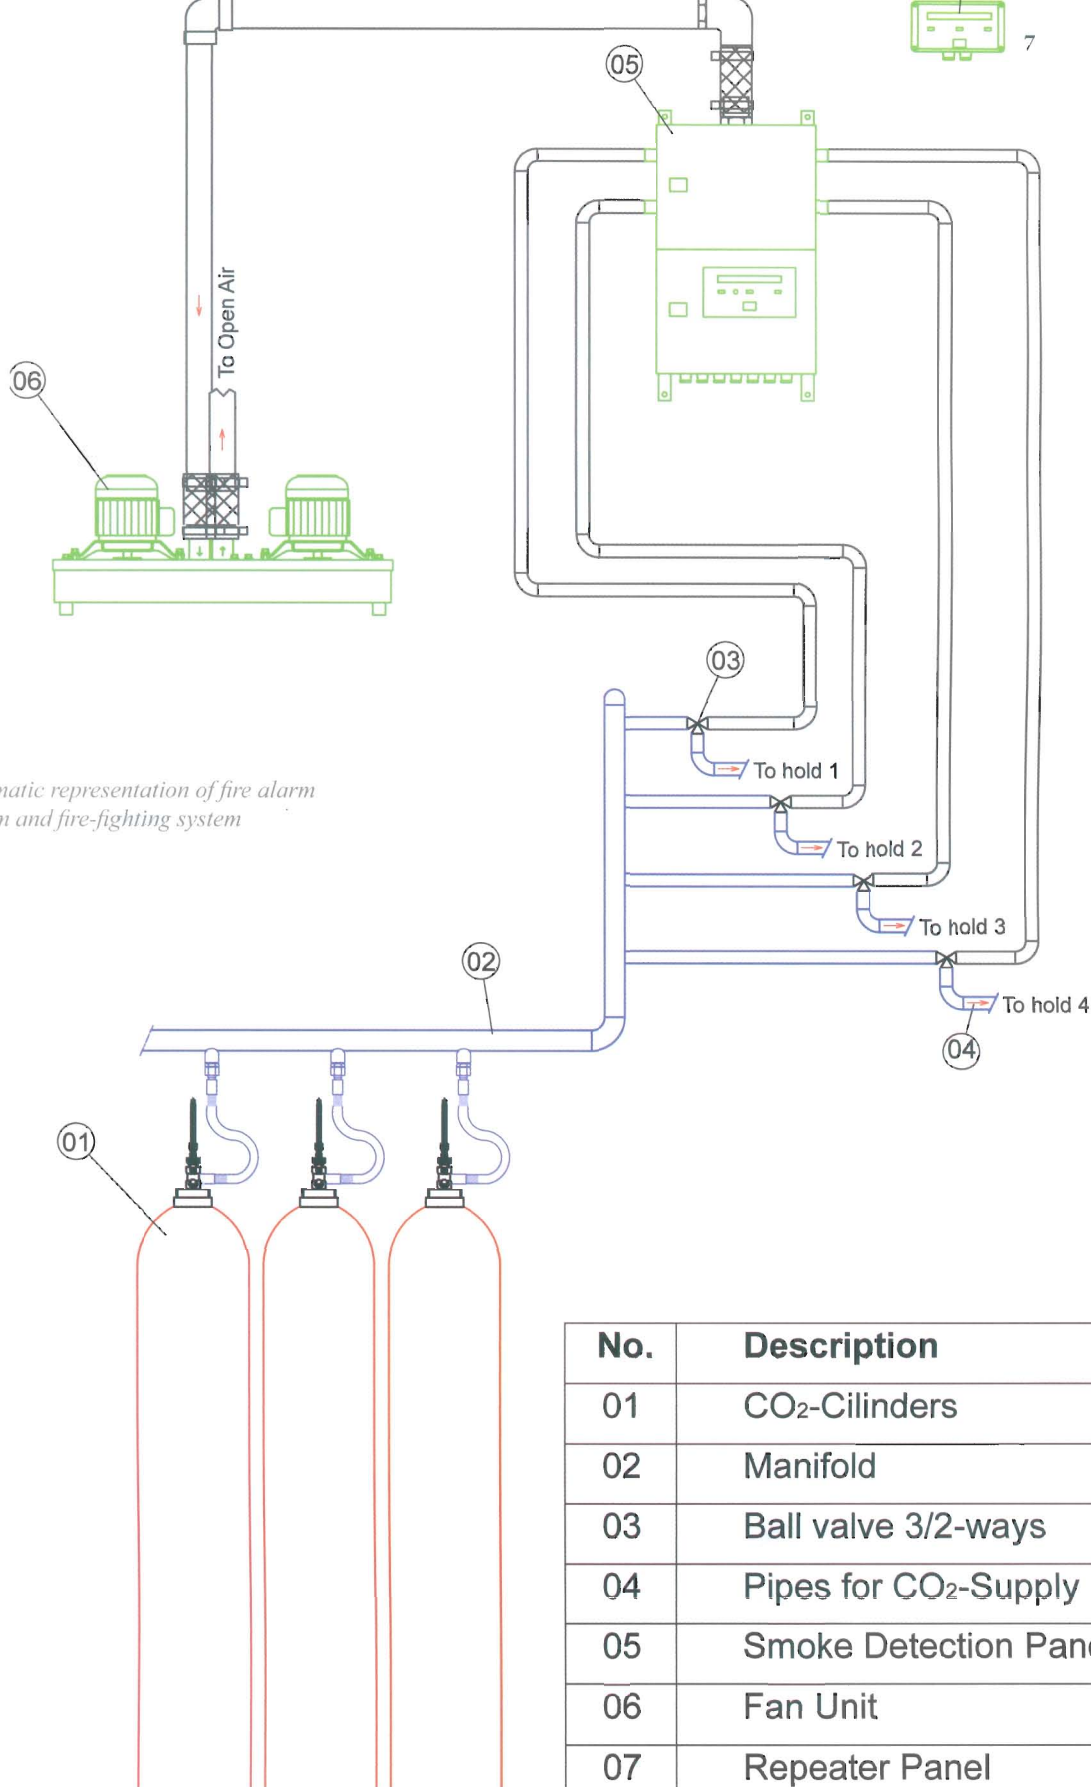 7
05
To Open Air
06
03
To hold 1
matic representation of fire alarm
m and fire-fighting system
To hold 2
To hold 3
02
To hold 4
04
01
No. Description
01 CO₂-Cilinders
02 Manifold
03 Ball valve 3/2-ways
04 Pipes for CO₂-Supply
05 Smoke Detection Pane
06 Fan Unit
07 Repeater Panel